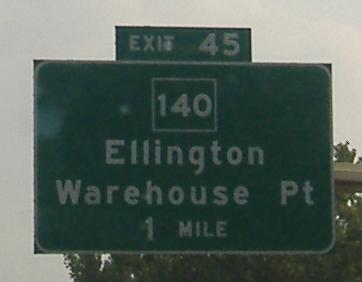 EXIT 45
140
Ellington
Warehouse Pt
1 MILE